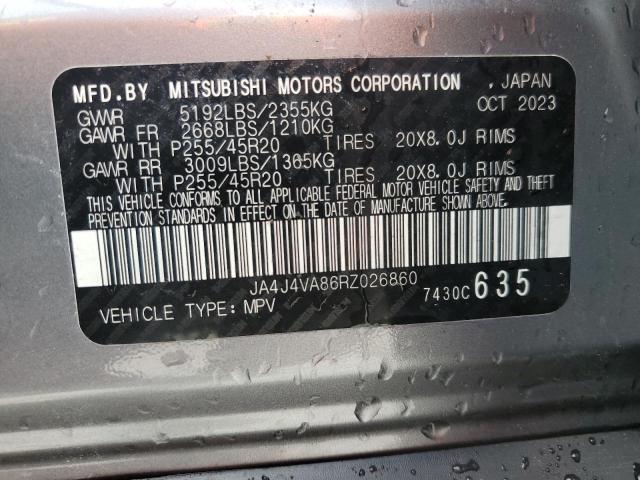 MFD.BY MITSUBISHI MOTORS CORPORATION , JAPAN
GVWR 5192LBS/2355KG OCT 2023
GAWR FR 2668LBS/1210KG
WITH P255/45R20 TIRES 20X8.0J RIMS
GAWR RR 3009LBS/1365KG
WITH P255/45R20 TIRES 20X8.0J RIMS
THIS VEHICLE CONFORMS TO ALL APPLICABLE FEDERAL MOTOR VEHICLE SAFETY AND THEFT
PREVENTION STANDARDS IN EFFECT ON THE DATE OF MANUFACTURE SHOWN ABOVE.
JA4J4VA86RZ026860
7430C635
VEHICLE TYPE: MPV